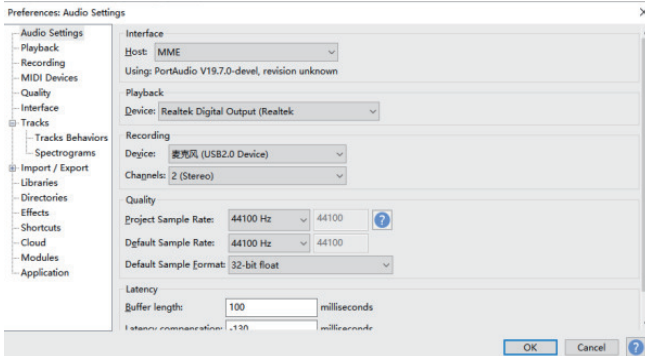 Preferences: Audio Settings
Audio Settings
Playback
Recording
MIDI Devices
Quality
Interface
Tracks
Tracks Behaviors
Spectrograms
Import / Export
Libraries
Directories
Effects
Shortcuts
Cloud
Modules
Application
Interface
Host: MME
Using: PortAudio V19.7.0-devel, revision unknown
Playback
Device: Realtek Digital Output (Realtek
Recording
Device: 麦克风 (USB2.0 Device)
Channels: 2 (Stereo)
Quality
Project Sample Rate: 44100 Hz 44100 ?
Default Sample Rate: 44100 Hz 44100
Default Sample Format: 32-bit float
Latency
Buffer length: 100 milliseconds
Latency compensation: -130 milliseconds
OK Cancel ?